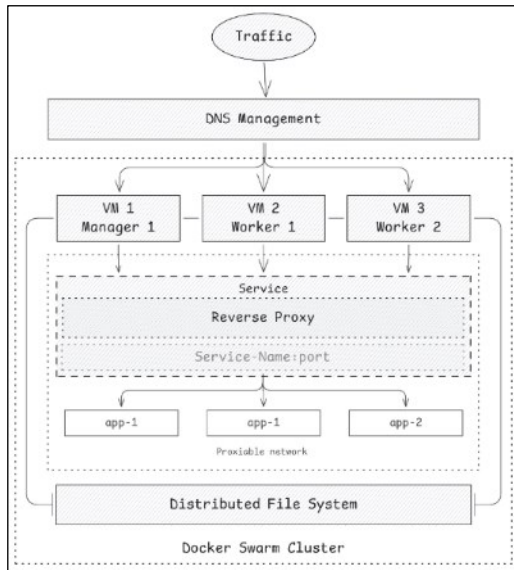 Traffic
DNS Management
VM 1 VM 2 VM 3
Manager 1 Worker 1 Worker 2
Service
Reverse Proxy
Service-Name:port
app-1 app-1 app-2
Proxiable network
Distributed File System
Docker Swarm Cluster